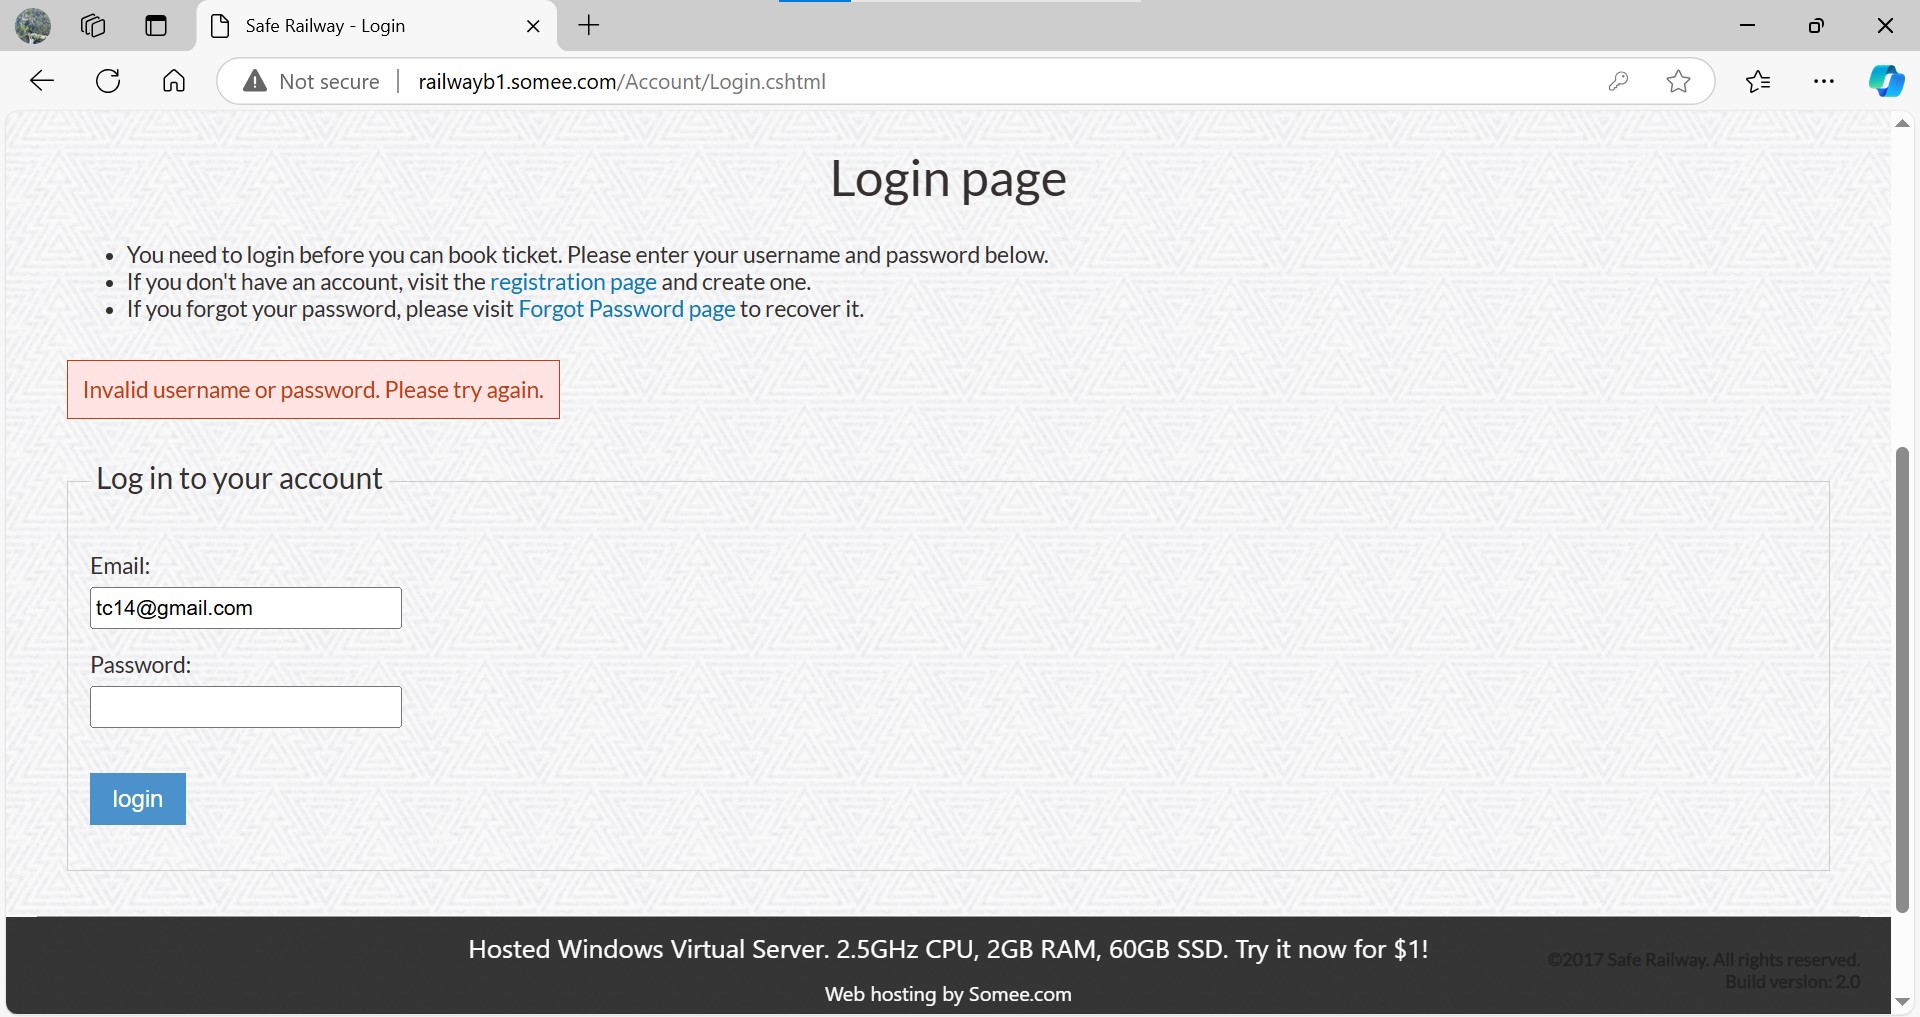 Safe Railway - Login
Not secure
railwayb1.somee.com/Account/Login.cshtml
Login page
You need to login before you can book ticket. Please enter your username and password below.
If you don't have an account, visit the registration page and create one.
If you forgot your password, please visit Forgot Password page to recover it.
Invalid username or password. Please try again.
Log in to your account
Email:
tc14@gmail.com
Password:
login
Hosted Windows Virtual Server. 2.5GHz CPU, 2GB RAM, 60GB SSD. Try it now for $1!
©2017 Safe Railway. All rights reserved.
Build version: 2.0
Web hosting by Somee.com